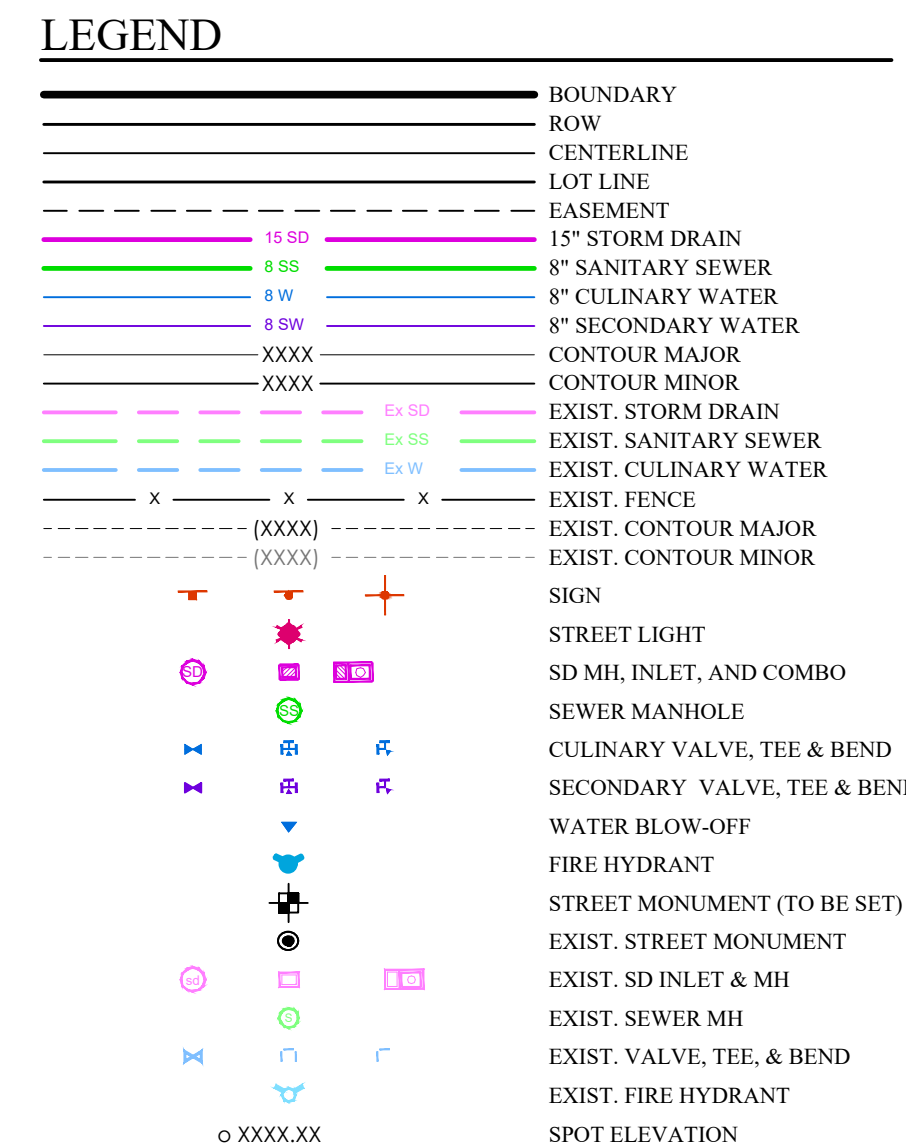 LEGEND
BOUNDARY
ROW
CENTERLINE
LOT LINE
EASEMENT
15 SD 15" STORM DRAIN
8 SS 8" SANITARY SEWER
8 W 8" CULINARY WATER
8 SW 8" SECONDARY WATER
XXXX CONTOUR MAJOR
XXXX CONTOUR MINOR
Ex SD EXIST. STORM DRAIN
Ex SS EXIST. SANITARY SEWER
Ex W EXIST. CULINARY WATER
X X X EXIST. FENCE
(XXXX) EXIST. CONTOUR MAJOR
(XXXX) EXIST. CONTOUR MINOR
SIGN
STREET LIGHT
SD SD MH, INLET, AND COMBO
SS SEWER MANHOLE
CULINARY VALVE, TEE & BEND
SECONDARY VALVE, TEE & BEN
WATER BLOW-OFF
FIRE HYDRANT
STREET MONUMENT (TO BE SET)
EXIST. STREET MONUMENT
sd EXIST. SD INLET & MH
S EXIST. SEWER MH
EXIST. VALVE, TEE, & BEND
EXIST. FIRE HYDRANT
o XXXX.XX SPOT ELEVATION